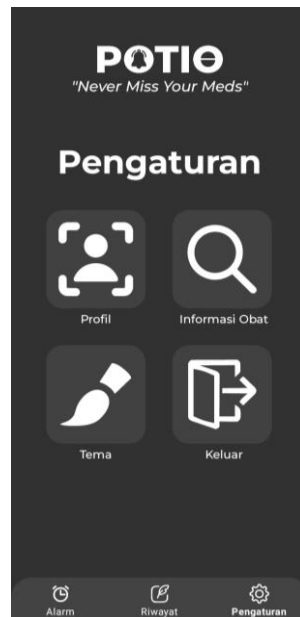 POTIO
"Never Miss Your Meds"
Pengaturan
Profil
Informasi Obat
Tema
Keluar
Alarm
Riwayat
Pengaturan